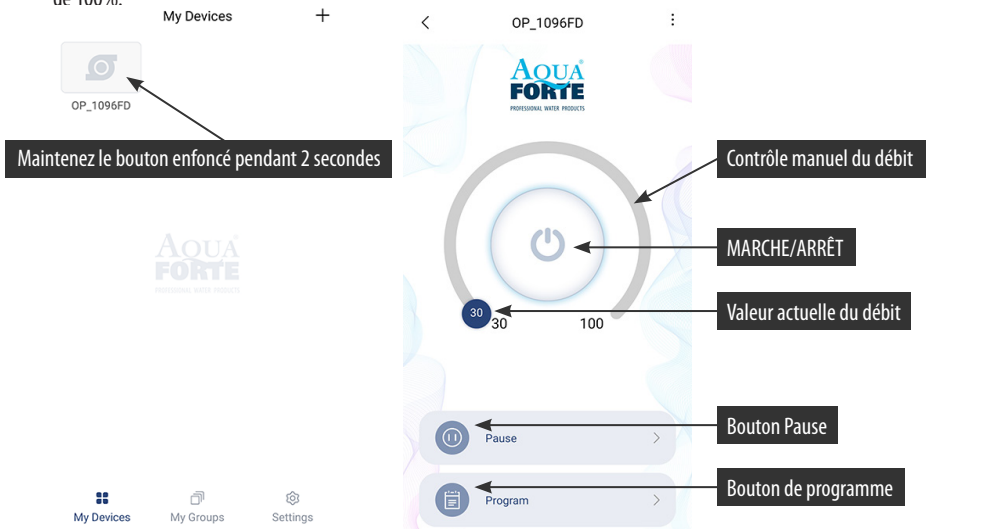 de 100%.
My Devices +
OP_1096FD
Maintenez le bouton enfoncé pendant 2 secondes
AQUA
FORTE
PROFESSIONAL WATER PRODUCTS
My Devices
My Groups
Settings
OP_1096FD
AQUA
FORTE
PROFESSIONAL WATER PRODUCTS
Contrôle manuel du débit
MARCHE/ARRÊT
Valeur actuelle du débit
30
30
100
Pause
Bouton Pause
Program
Bouton de programme